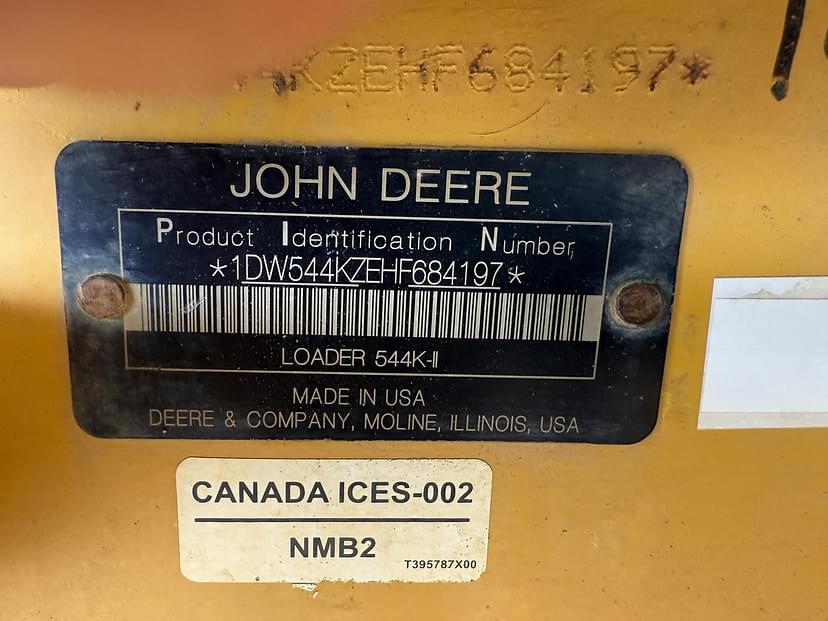 4KZEHF684197*
JOHN DEERE
Product Identification Number
*1DW544KZEHF684197*
LOADER 544K-II
MADE IN USA
DEERE & COMPANY, MOLINE, ILLINOIS, USA
CANADA ICES-002
NMB2
T395787X00